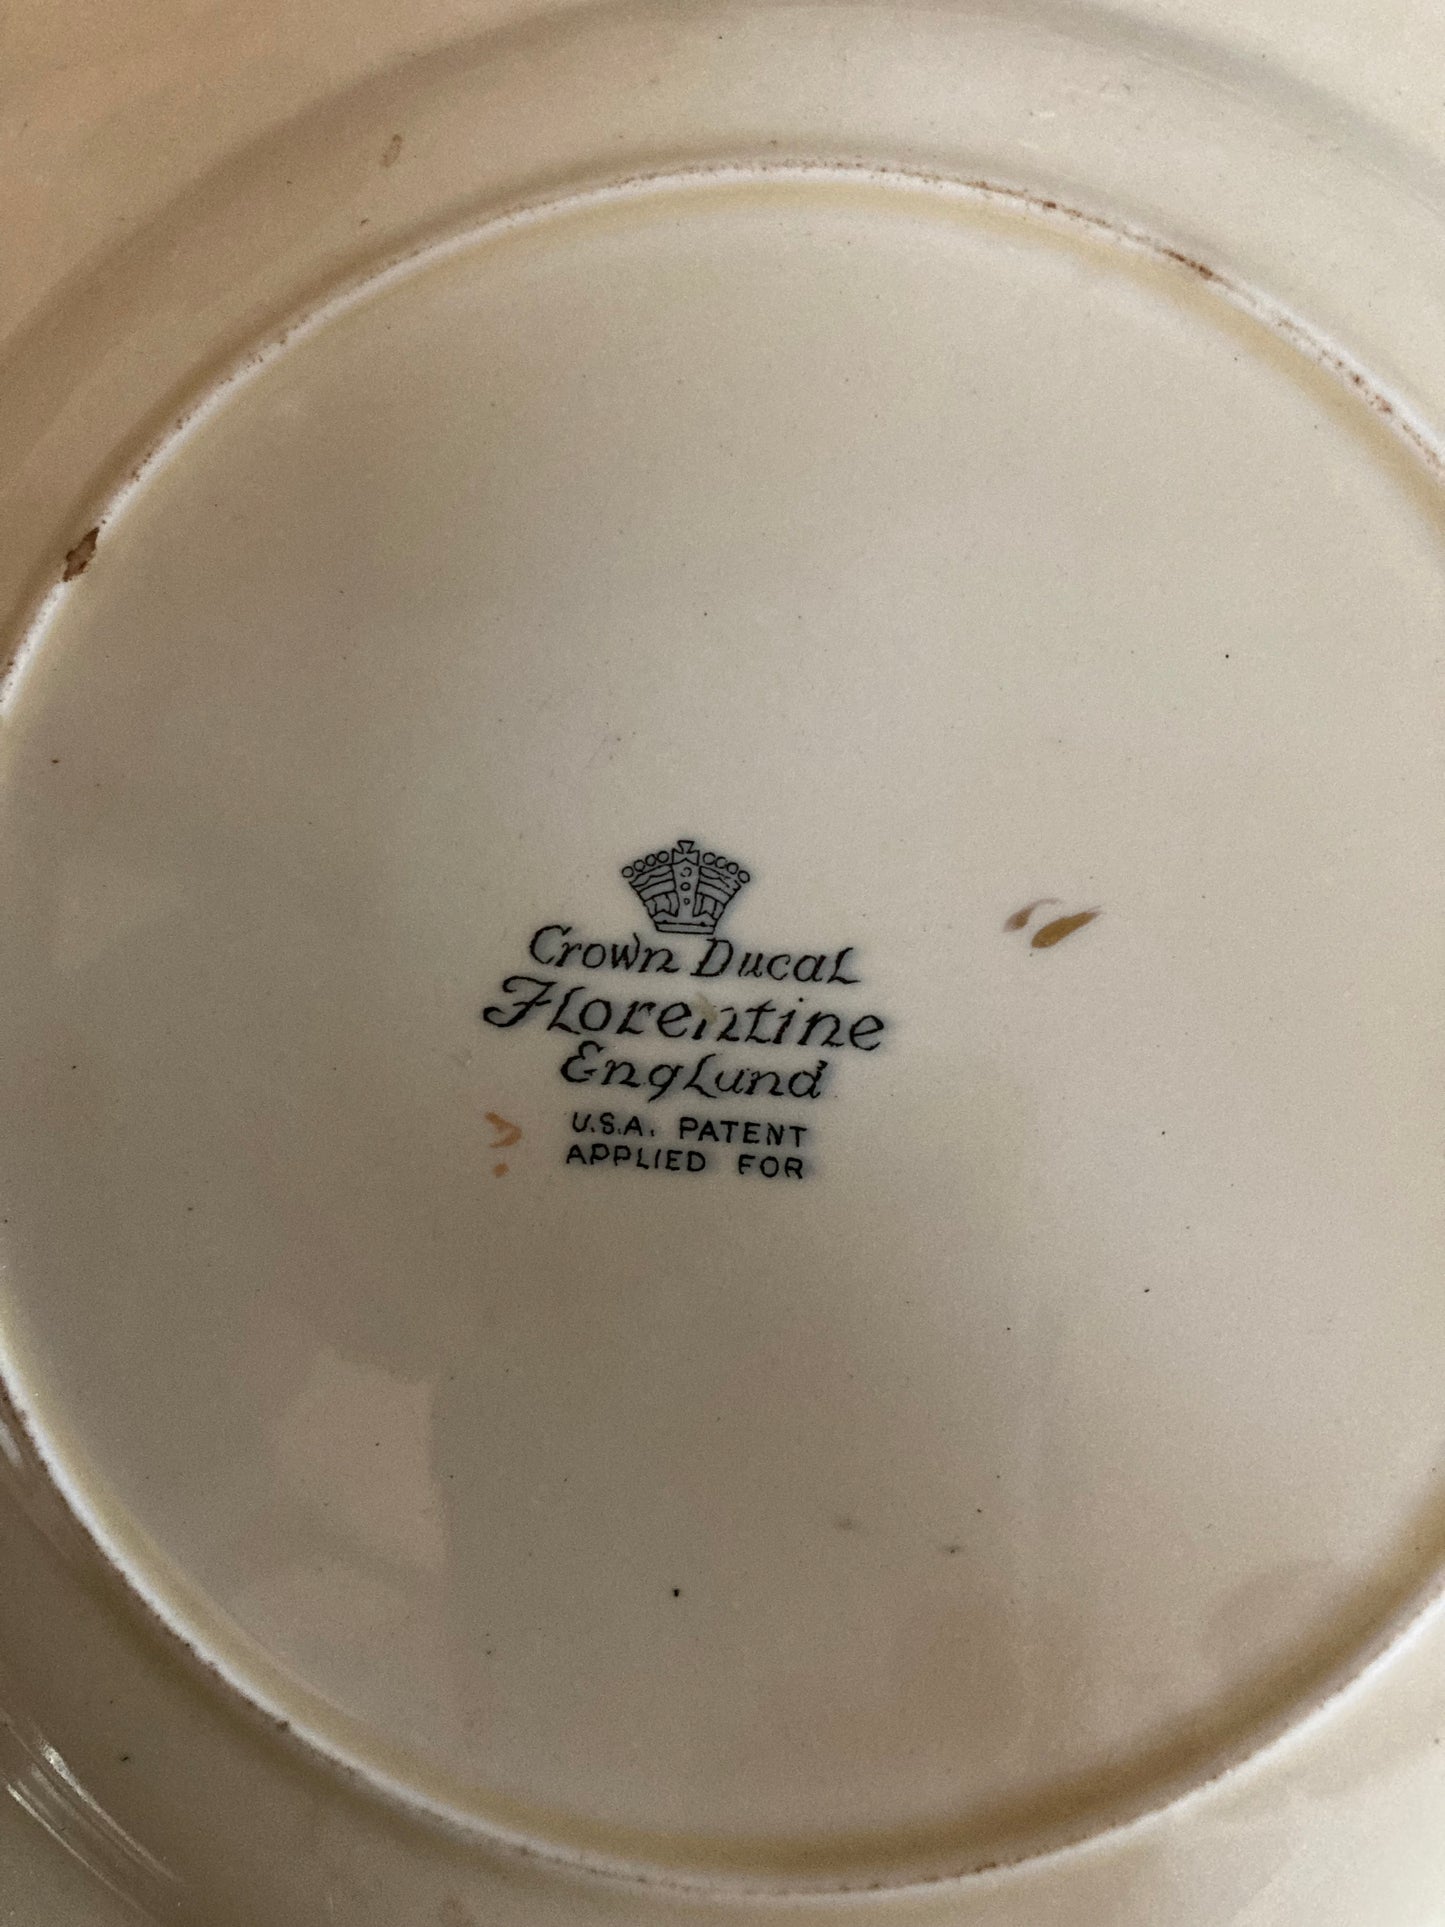 Crown Ducal
Florentine
England
U.S.A. PATENT
APPLIED FOR